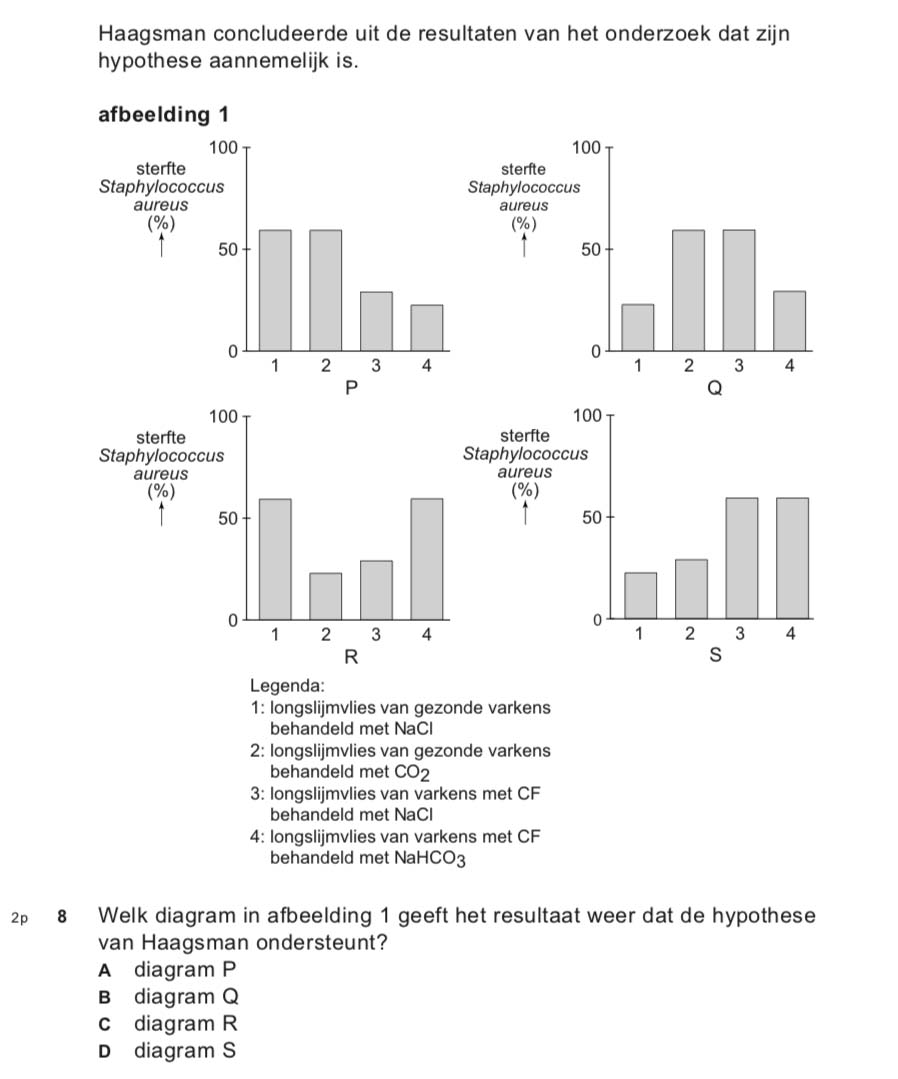 Haagsman concludeerde uit de resultaten van het onderzoek dat zijn
hypothese aannemelijk is.
afbeelding 1
100
sterfte
Staphylococcus
aureus
(%)
50
0
1 2 3 4
P
100
sterfte
Staphylococcus
aureus
(%)
50
0
1 2 3 4
Q
100
sterfte
Staphylococcus
aureus
(%)
50
0
1 2 3 4
R
100
sterfte
Staphylococcus
aureus
(%)
50
0
1 2 3 4
S
Legenda:
1: longslijmvlies van gezonde varkens
behandeld met NaCl
2: longslijmvlies van gezonde varkens
behandeld met CO2
3: longslijmvlies van varkens met CF
behandeld met NaCl
4: longslijmvlies van varkens met CF
behandeld met NaHCO3
2p 8 Welk diagram in afbeelding 1 geeft het resultaat weer dat de hypothese
van Haagsman ondersteunt?
A diagram P
B diagram Q
C diagram R
D diagram S